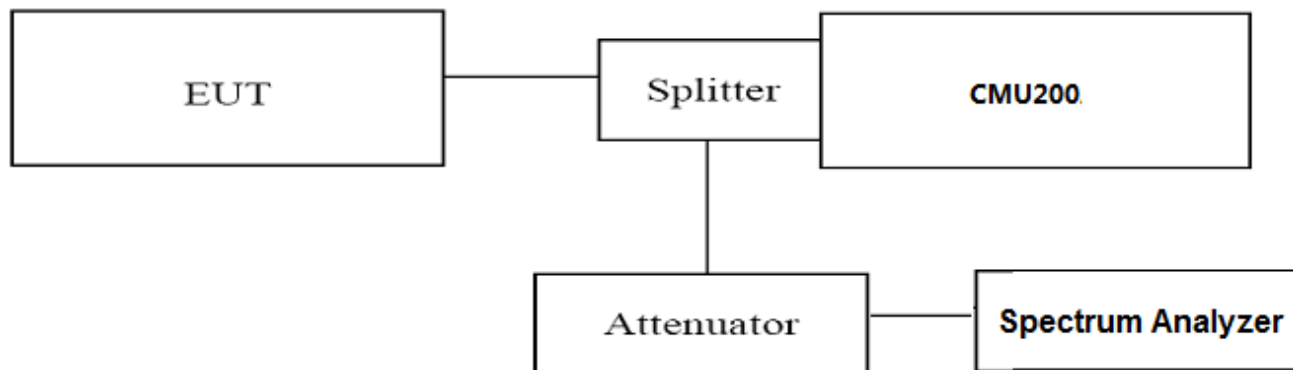 EUT
Splitter
CMU200.
Attenuator
Spectrum Analyzer